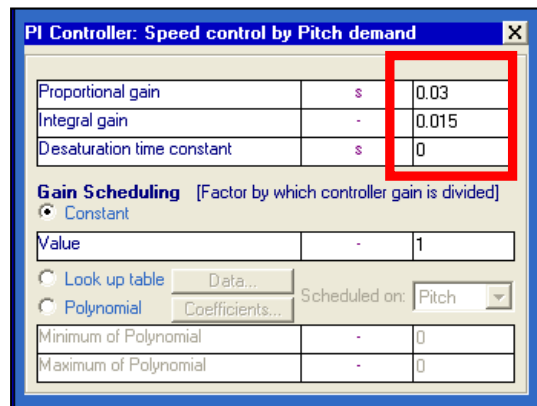 PI Controller: Speed control by Pitch demand
Proportional gain s 0.03
Integral gain - 0.015
Desaturation time constant s 0
Gain Scheduling [Factor by which controller gain is divided]
Constant
Value - 1
Look up table Data...
Scheduled on: Pitch
Polynomial Coefficients...
Minimum of Polynomial - 0
Maximum of Polynomial - 0